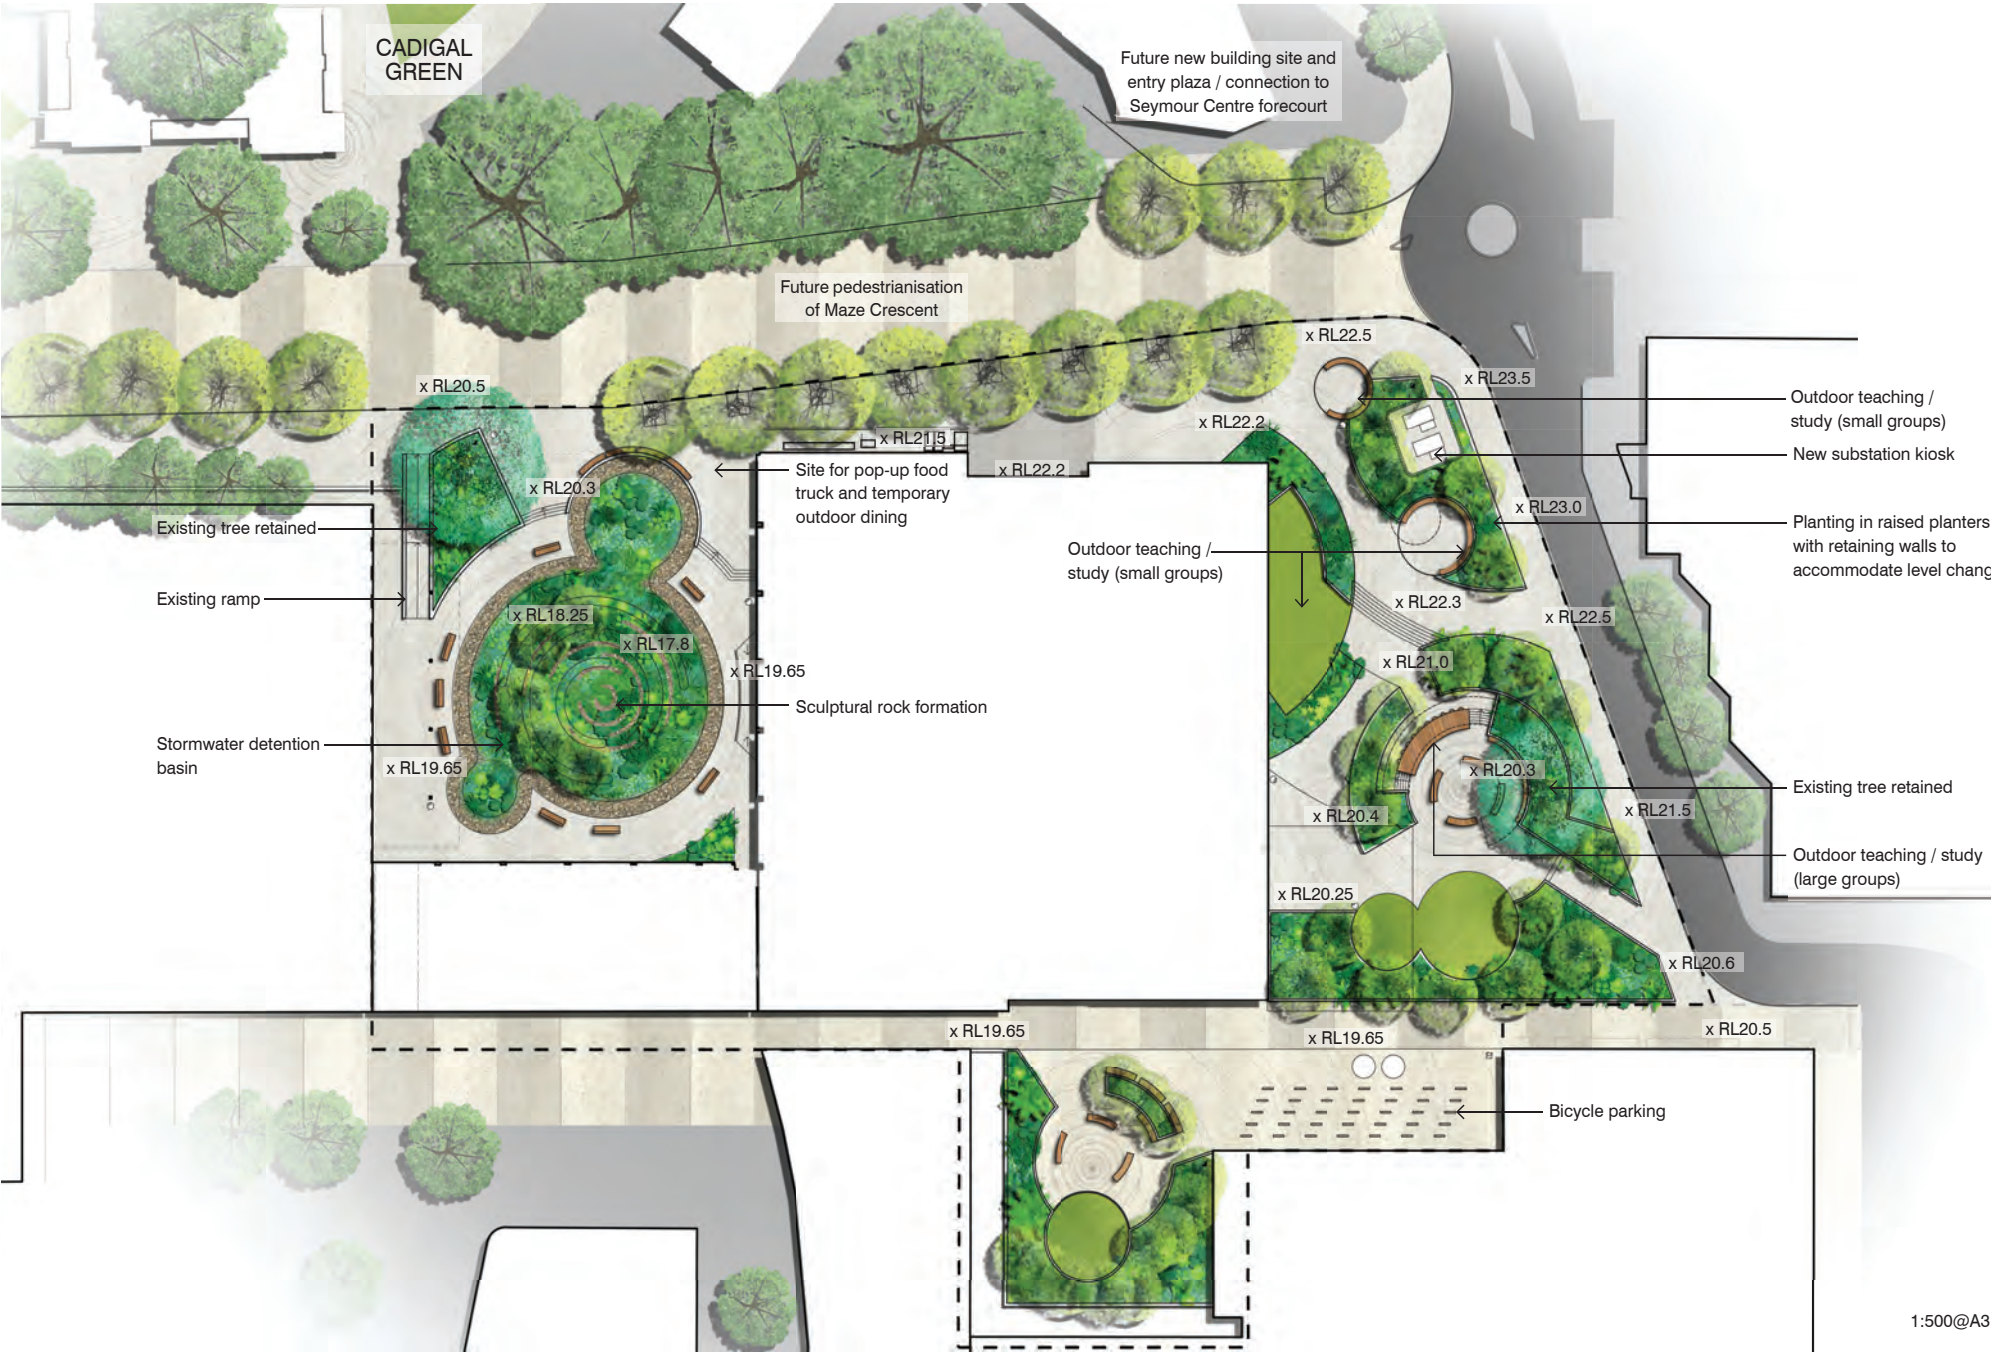 CADIGAL
GREEN
Future new building site and
entry plaza / connection to
Seymour Centre forecourt
Future pedestrianisation
of Maze Crescent
x RL22.5
x RL20.5
x RL23.5
Outdoor teaching /
study (small groups)
x RL22.2
x RL21.5
New substation kiosk
x RL22.2
Site for pop-up food
truck and temporary
outdoor dining
x RL20.3
x RL23.0
Existing tree retained
Planting in raised planters
with retaining walls to
accommodate level chang
Outdoor teaching /
study (small groups)
Existing ramp
x RL22.3
x RL18.25
x RL22.5
x RL17.8
x RL21.0
x RL19.65
Sculptural rock formation
Stormwater detention
basin
x RL19.65
x RL20.3
Existing tree retained
x RL21.5
x RL20.4
Outdoor teaching / study
(large groups)
x RL20.25
x RL20.6
x RL19.65
x RL19.65
x RL20.5
Bicycle parking
1:500@A3